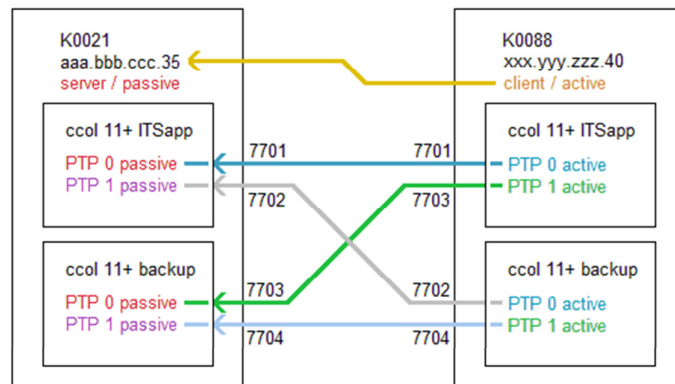 K0021
aaa.bbb.ccc.35
server / passive
ccol 11+ ITSapp
PTP 0 passive
PTP 1 passive
ccol 11+ backup
PTP 0 passive
PTP 1 passive
7701
7702
7703
7704
7701
7703
7702
7704
K0088
xxx.yyy.zzz.40
client / active
ccol 11+ ITSapp
PTP 0 active
PTP 1 active
ccol 11+ backup
PTP 0 active
PTP 1 active